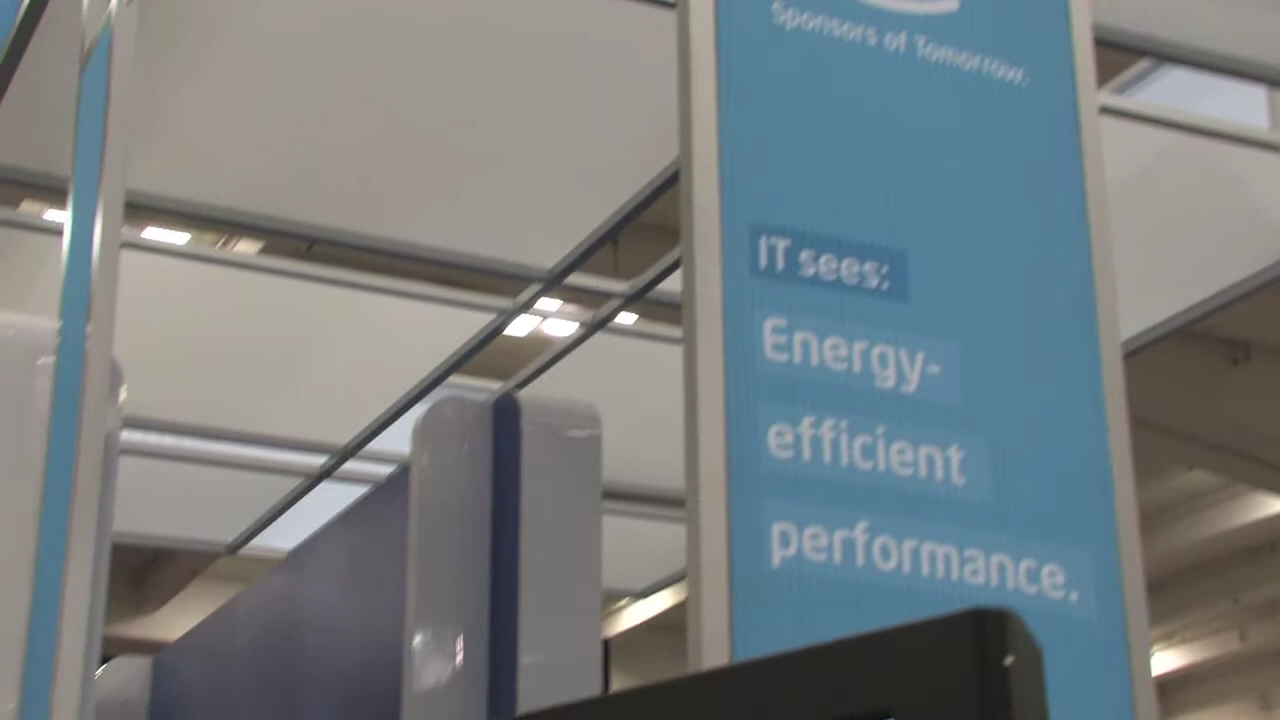 Sponsors of Tomorrow.
IT sees:
Energy-
efficient
performance.